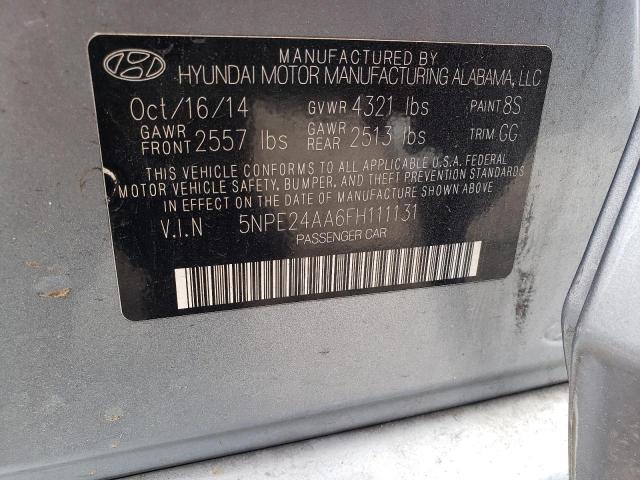 MANUFACTURED BY
HYUNDAI MOTOR MANUFACTURING ALABAMA, LLC
Oct/16/14 GVWR 4321 lbs PAINT 8S
GAWR FRONT 2557 lbs GAWR REAR 2513 lbs TRIM GG
THIS VEHICLE CONFORMS TO ALL APPLICABLE U.S.A. FEDERAL
MOTOR VEHICLE SAFETY, BUMPER, AND THEFT PREVENTION STANDARDS
IN EFFECT ON THE DATE OF MANUFACTURE SHOWN ABOVE.
V.I.N 5NPE24AA6FH111131
PASSENGER CAR